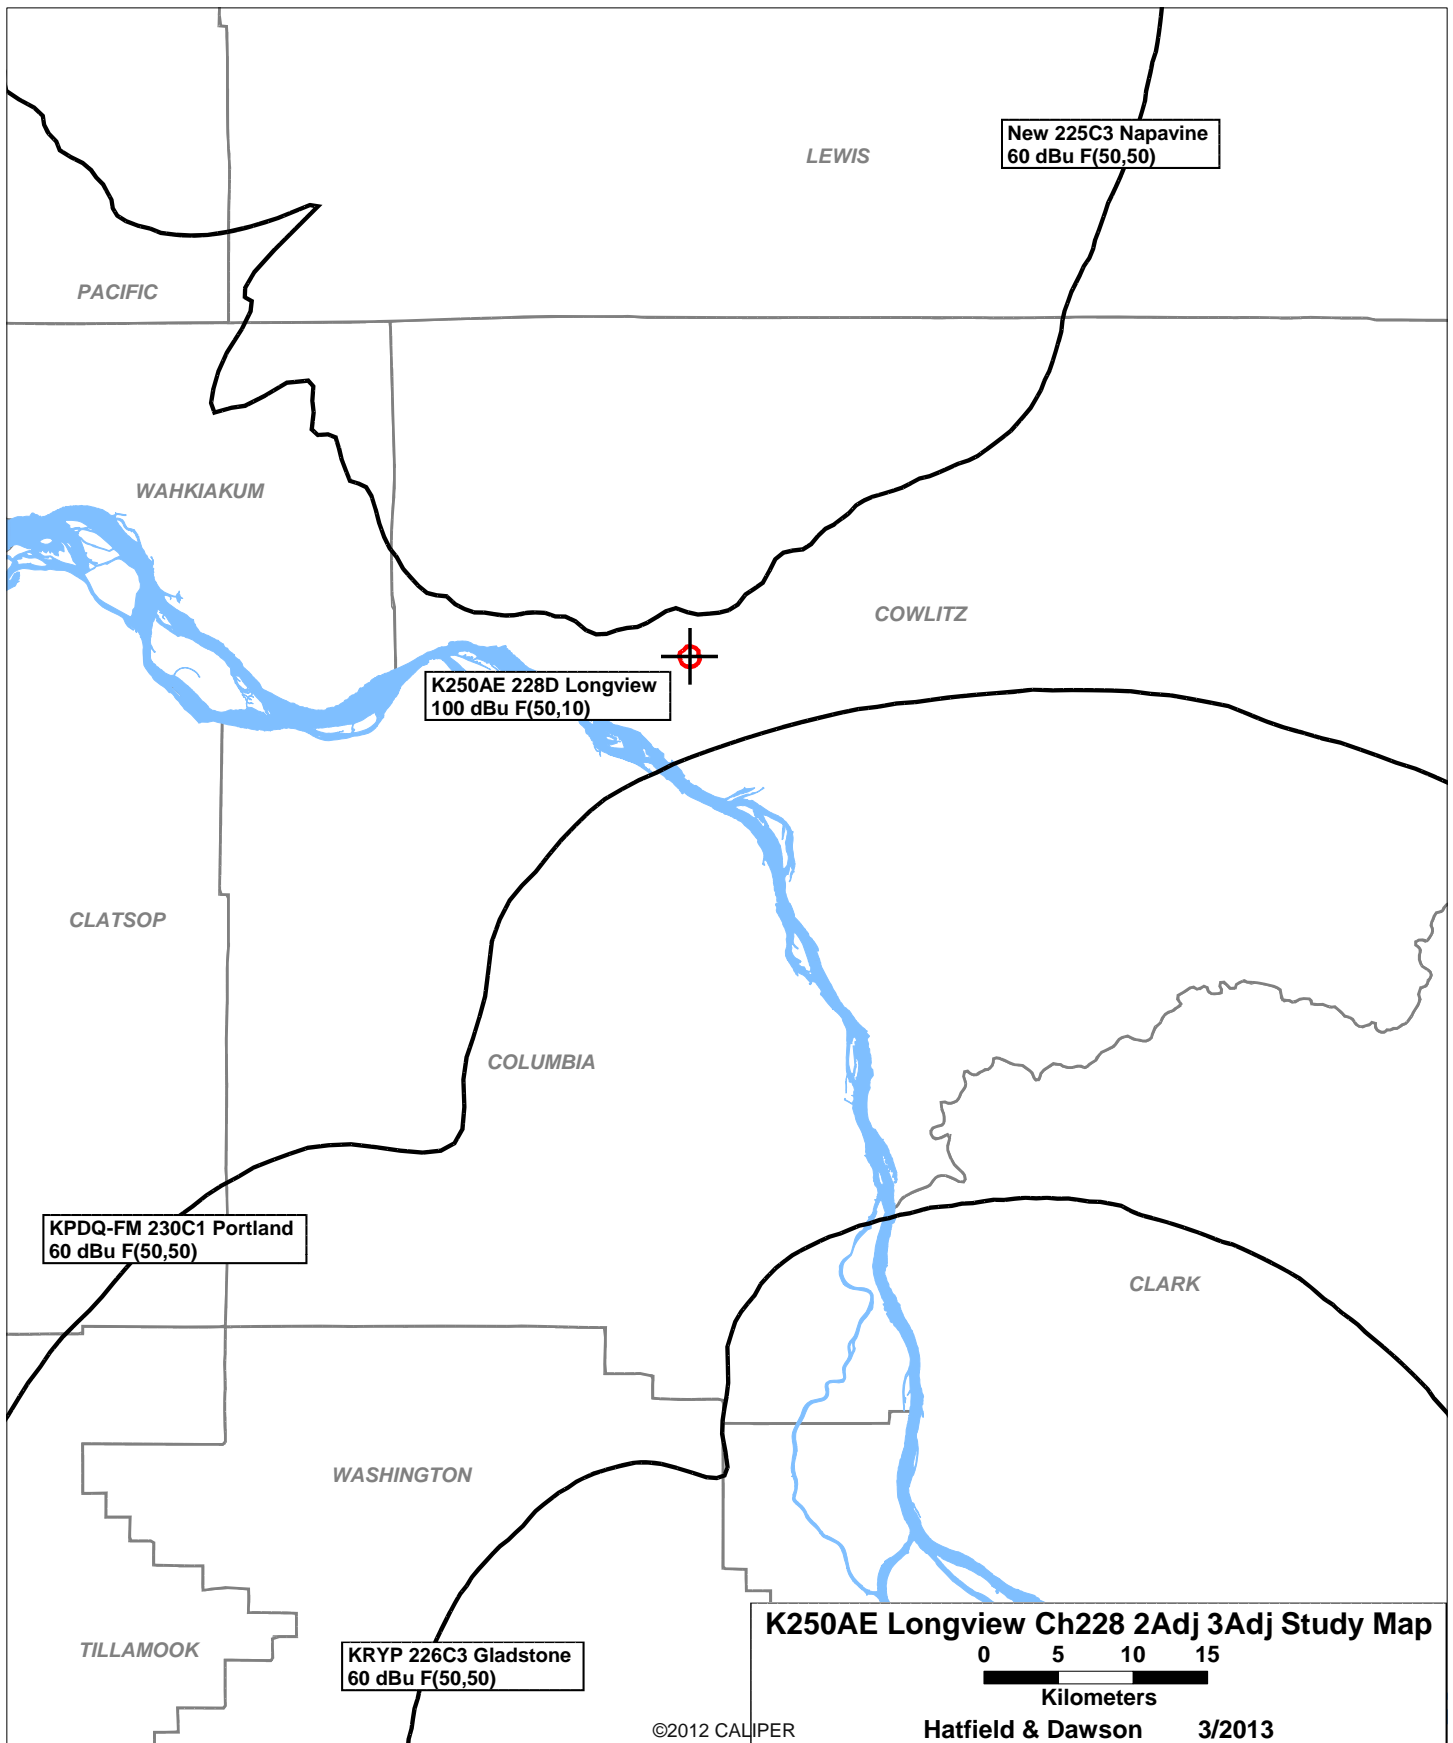 New 225C3 Napavine
60 dBu F(50,50)
LEWIS
PACIFIC
WAHKIAKUM
COWLITZ
K250AE 228D Longview
100 dBu F(50,10)
CLATSOP
COLUMBIA
KPDQ-FM 230C1 Portland
60 dBu F(50,50)
CLARK
WASHINGTON
TILLAMOOK
KRYP 226C3 Gladstone
60 dBu F(50,50)
K250AE Longview Ch228 2Adj 3Adj Study Map
0 5 10 15
Kilometers
©2012 CALIPER
Hatfield & Dawson 3/2013